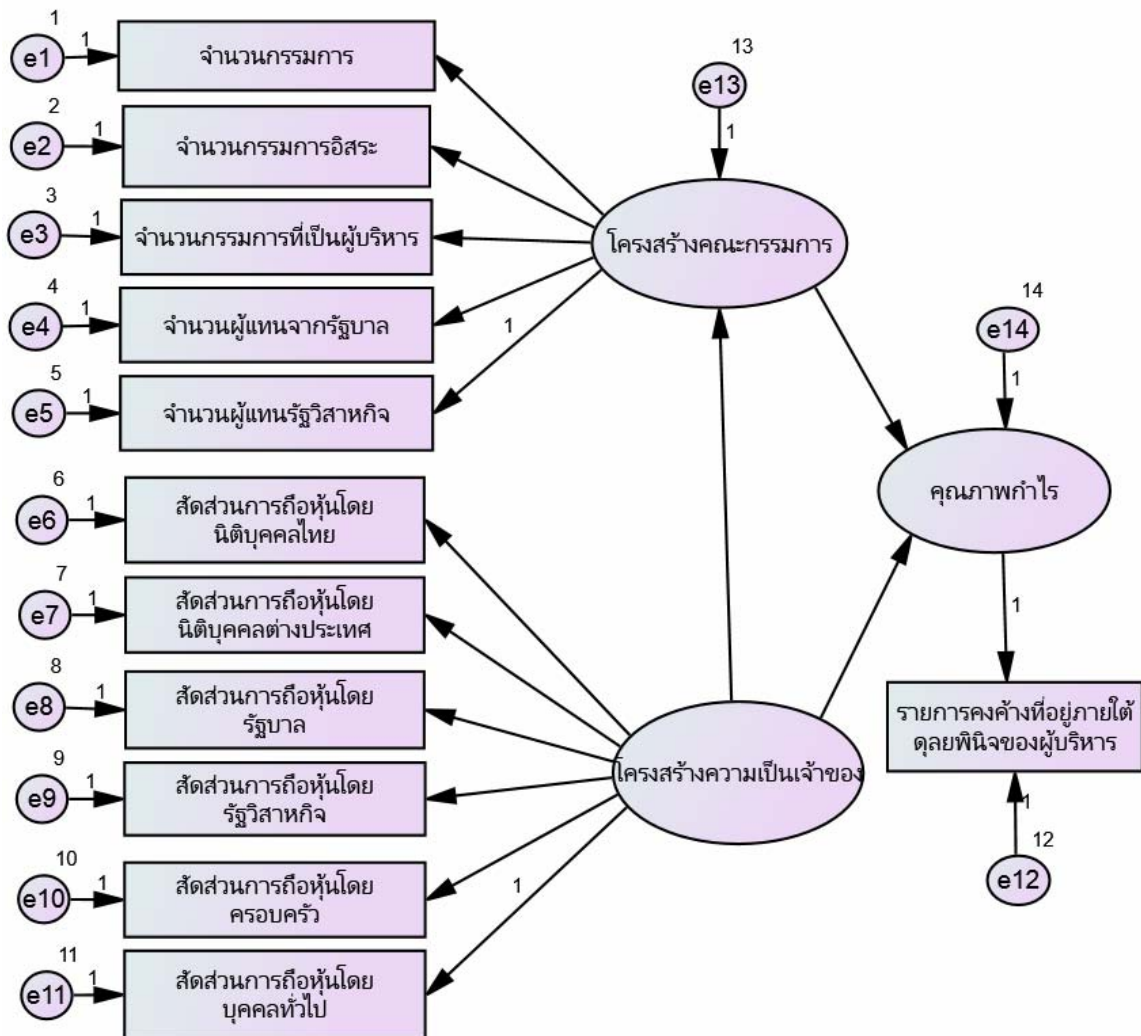 1
e1
1
จำนวนกรรมการ
2
e2
1
จำนวนกรรมการอิสระ
3
e3
1
จำนวนกรรมการที่เป็นผู้บริหาร
4
e4
1
จำนวนผู้แทนจากรัฐบาล
5
e5
1
จำนวนผู้แทนรัฐวิสาหกิจ
1
13
e13
1
โครงสร้างคณะกรรมการ
14
e14
1
คุณภาพกำไร
6
e6
1
สัดส่วนการถือหุ้นโดย
นิติบุคคลไทย
7
e7
1
สัดส่วนการถือหุ้นโดย
นิติบุคคลต่างประเทศ
8
e8
1
สัดส่วนการถือหุ้นโดย
รัฐบาล
9
e9
1
สัดส่วนการถือหุ้นโดย
รัฐวิสาหกิจ
10
e10
1
สัดส่วนการถือหุ้นโดย
ครอบครัว
11
e11
1
สัดส่วนการถือหุ้นโดย
บุคคลทั่วไป
1
โครงสร้างความเป็นเจ้าของ
1
รายการคงค้างที่อยู่ภายใต้
ดุลยพินิจของผู้บริหาร
1
12
e12